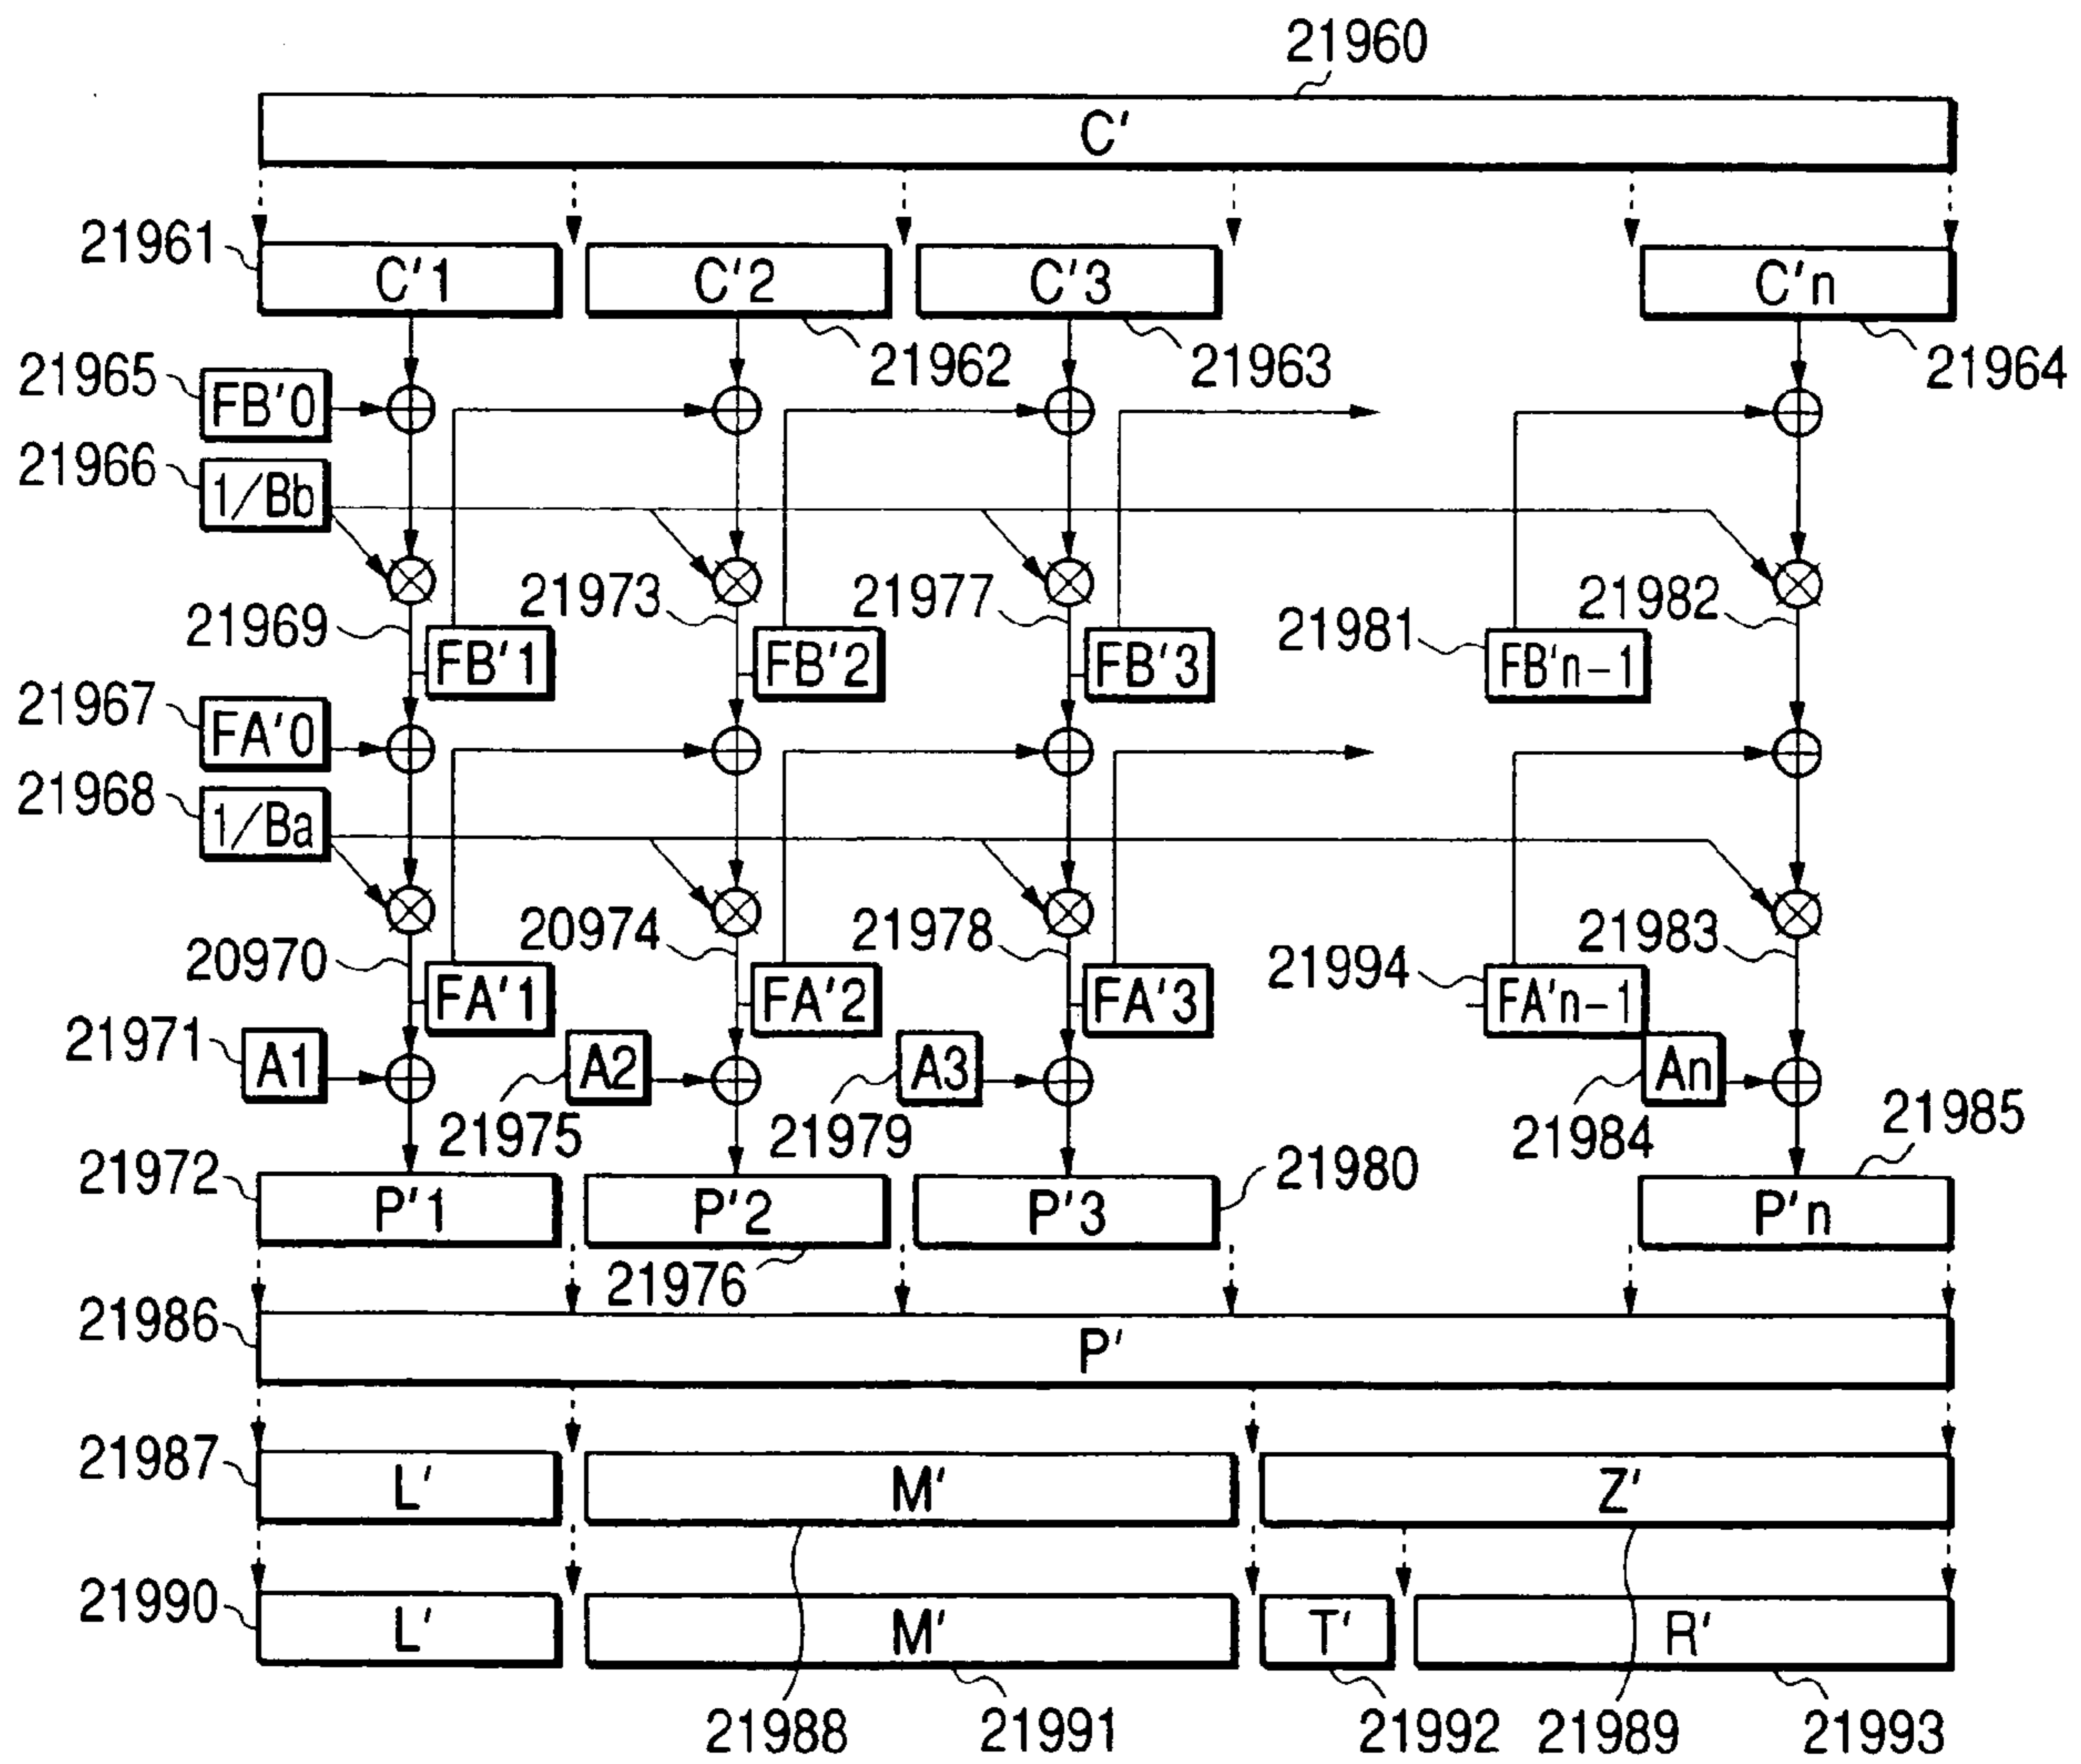 21960
C'
21961
C'1 C'2 C'3 C'n
21962 21963 21964
21965 FB'0
21966 1/Bb
21969 21973 21977 21981 21982
FB'1 FB'2 FB'3 FB'n-1
21967 FA'0
21968 1/Ba
20970 20974 21978 21994 21983
FA'1 FA'2 FA'3 FA'n-1
21971 A1 A2 A3 An
21975 21979 21984 21985
21972 P'1 P'2 P'3 21980 P'n
21976
21986 P'
21987 L' M' Z'
21990 L' M' T' R'
21988 21991 21992 21989 21993